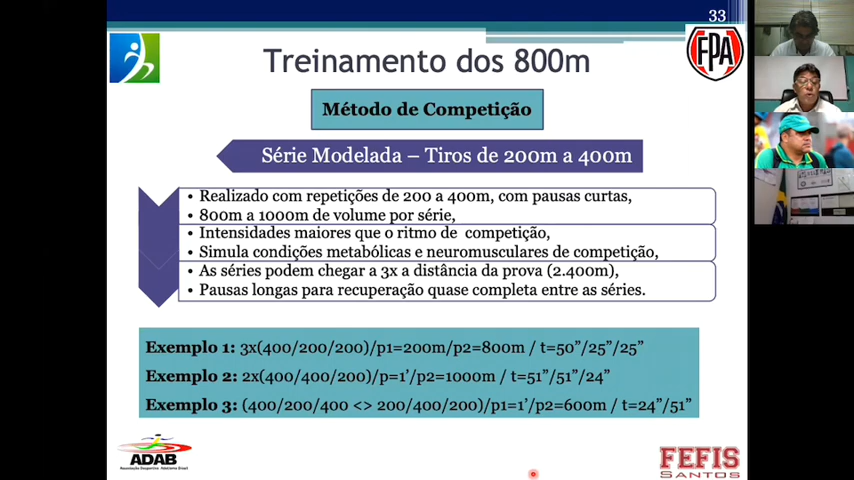 33
Treinamento dos 800m
FPA
Método de Competição
Série Modelada – Tiros de 200m a 400m
• Realizado com repetições de 200 a 400m, com pausas curtas,
• 800m a 1000m de volume por série,
• Intensidades maiores que o ritmo de competição,
• Simula condições metabólicas e neuromusculares de competição,
• As séries podem chegar a 3x a distância da prova (2.400m),
• Pausas longas para recuperação quase completa entre as séries.
Exemplo 1: 3x(400/200/200)/p1=200m/p2=800m / t=50”/25”/25”
Exemplo 2: 2x(400/400/200)/p=1’/p2=1000m / t=51”/51”/24”
Exemplo 3: (400/200/400 <> 200/400/200)/p1=1’/p2=600m / t=24”/51”
ADAB
Associação Desportiva Atletismo Brasil
FEFIS
SANTOS